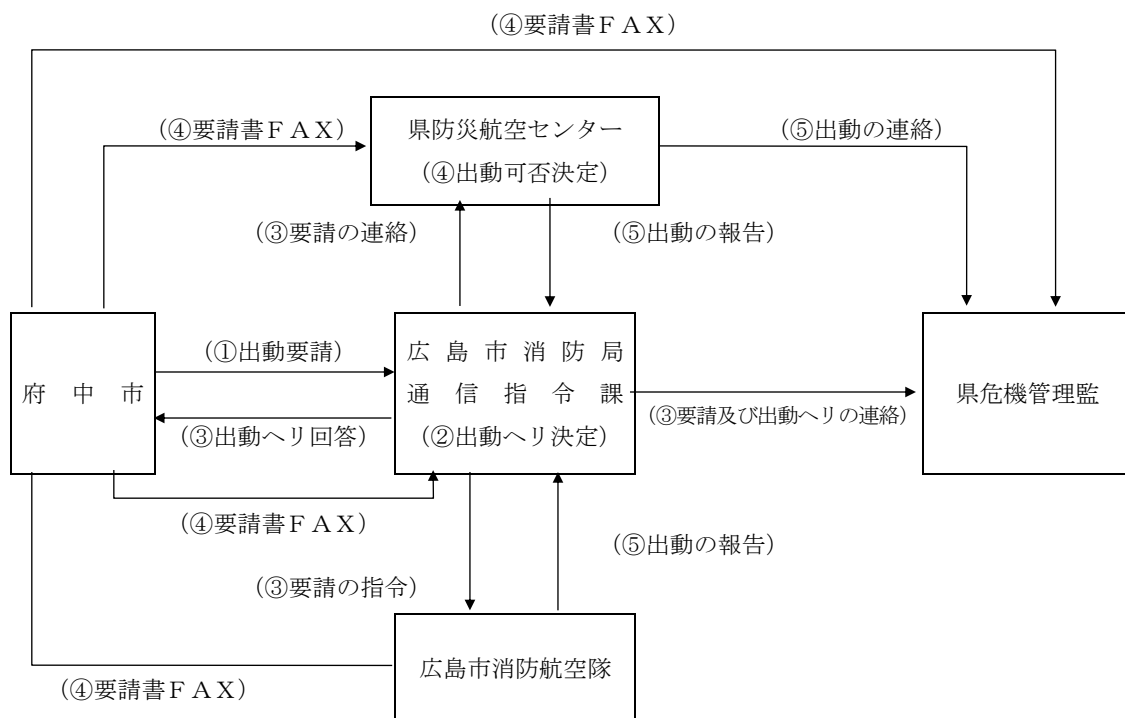 （④要請書ＦＡＸ）
（④要請書ＦＡＸ）
県防災航空センター
（④出動可否決定）
（⑤出動の連絡）
（③要請の連絡）
（⑤出動の報告）
府中市
（①出動要請）
（③出動ヘリ回答）
広島市消防局
通信指令課
（②出動ヘリ決定）
（③要請及び出動ヘリの連絡）
県危機管理監
（④要請書ＦＡＸ）
（⑤出動の報告）
（③要請の指令）
広島市消防航空隊
（④要請書ＦＡＸ）